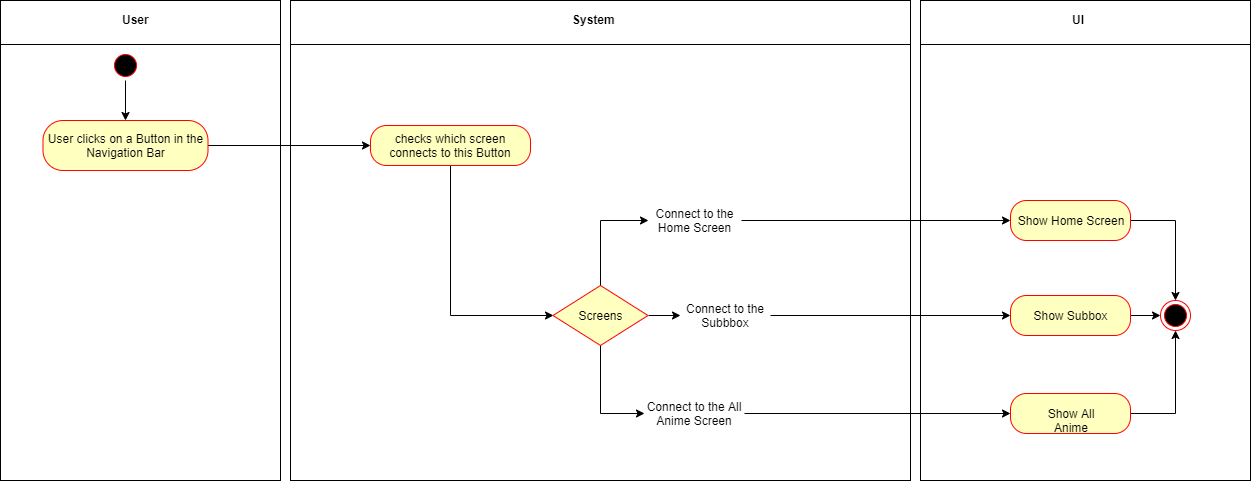 User
System
UI
User clicks on a Button in the
Navigation Bar
checks which screen
connects to this Button
Connect to the
Home Screen
Show Home Screen
Screens
Connect to the
Subbbox
Show Subbox
Connect to the All
Anime Screen
Show All
Anime